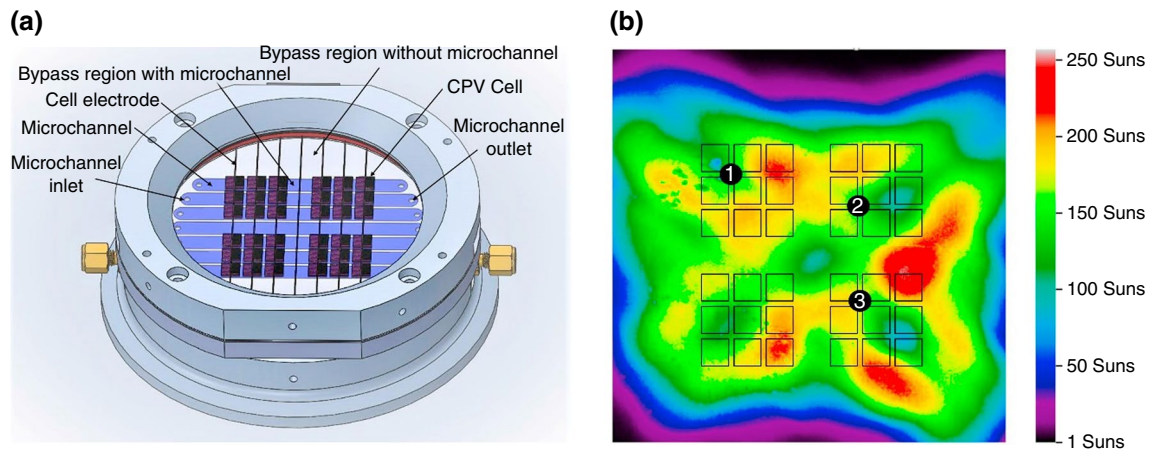 (a)
Bypass region without microchannel
Bypass region with microchannel
Cell electrode
CPV Cell
Microchannel
Microchannel
outlet
Microchannel
inlet
(b)
1
2
3
250 Suns
200 Suns
150 Suns
100 Suns
50 Suns
1 Suns